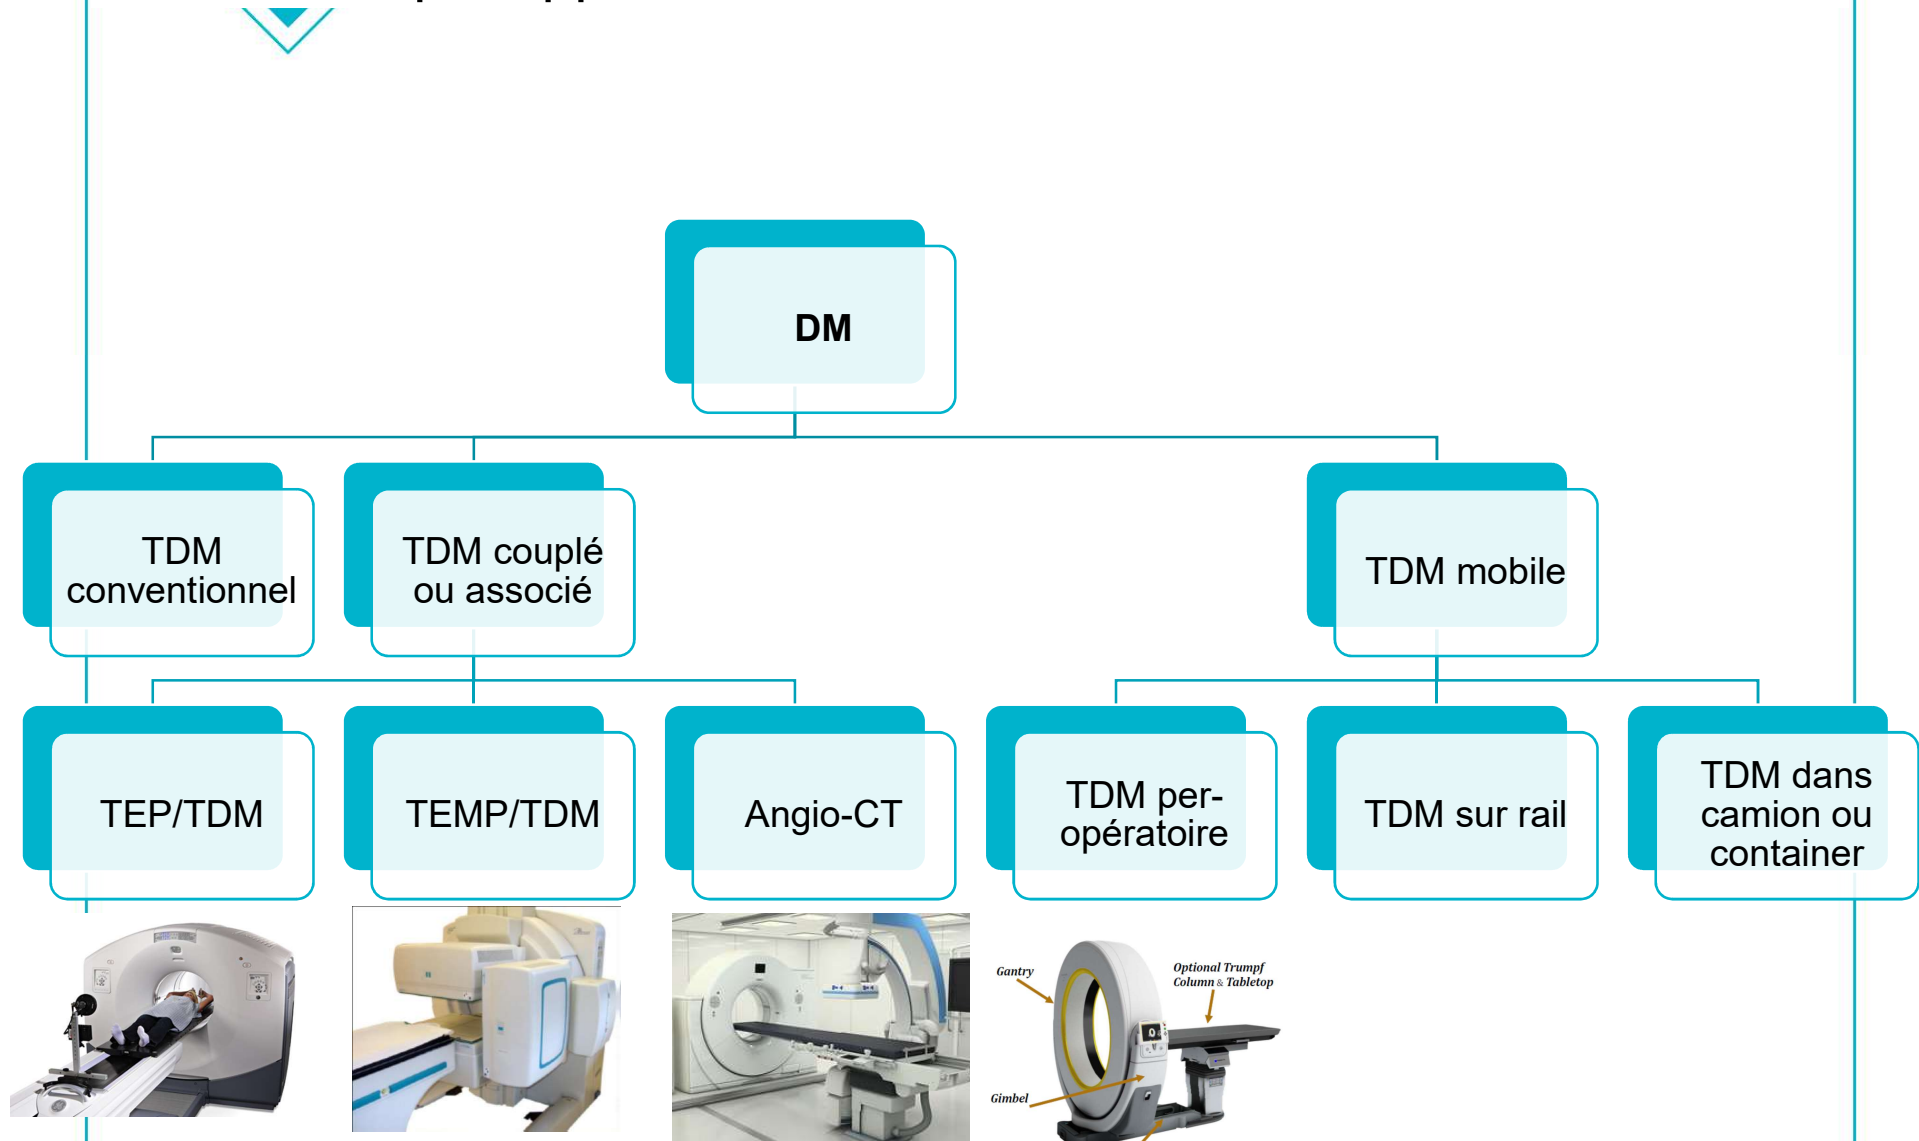 DM
TDM
conventionnel
TDM couplé
ou associé
TDM mobile
TEP/TDM
TEMP/TDM
Angio-CT
TDM per-
opératoire
TDM sur rail
TDM dans
camion ou
container
Gantry
Optional Trumpf
Column & Tabletop
Gimbel